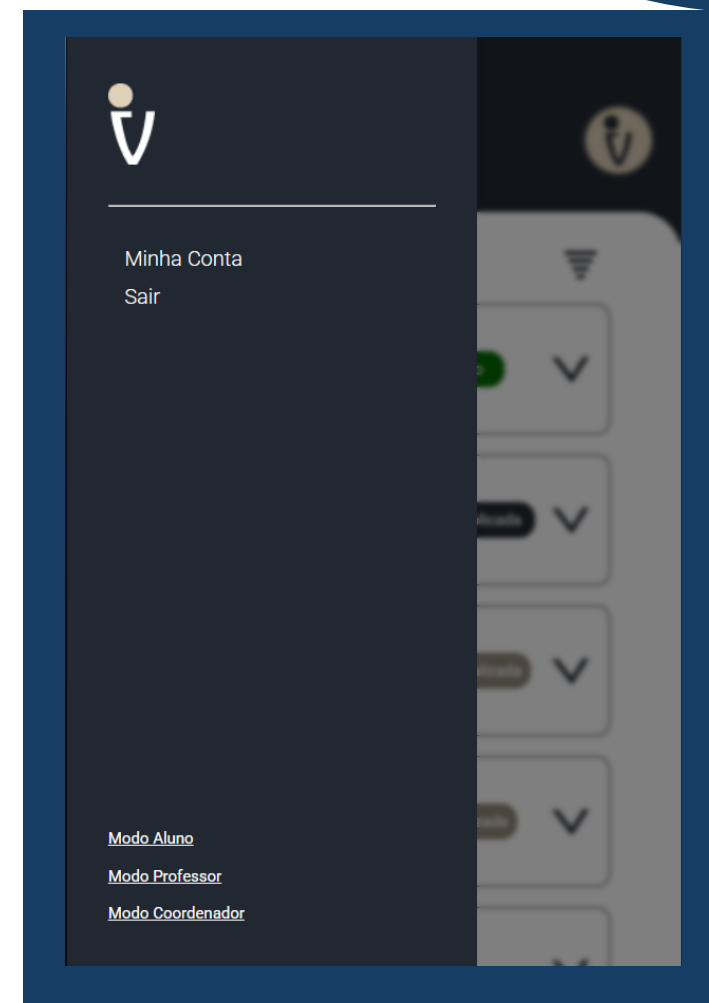 Minha Conta
Sair
Modo Aluno
Modo Professor
Modo Coordenador